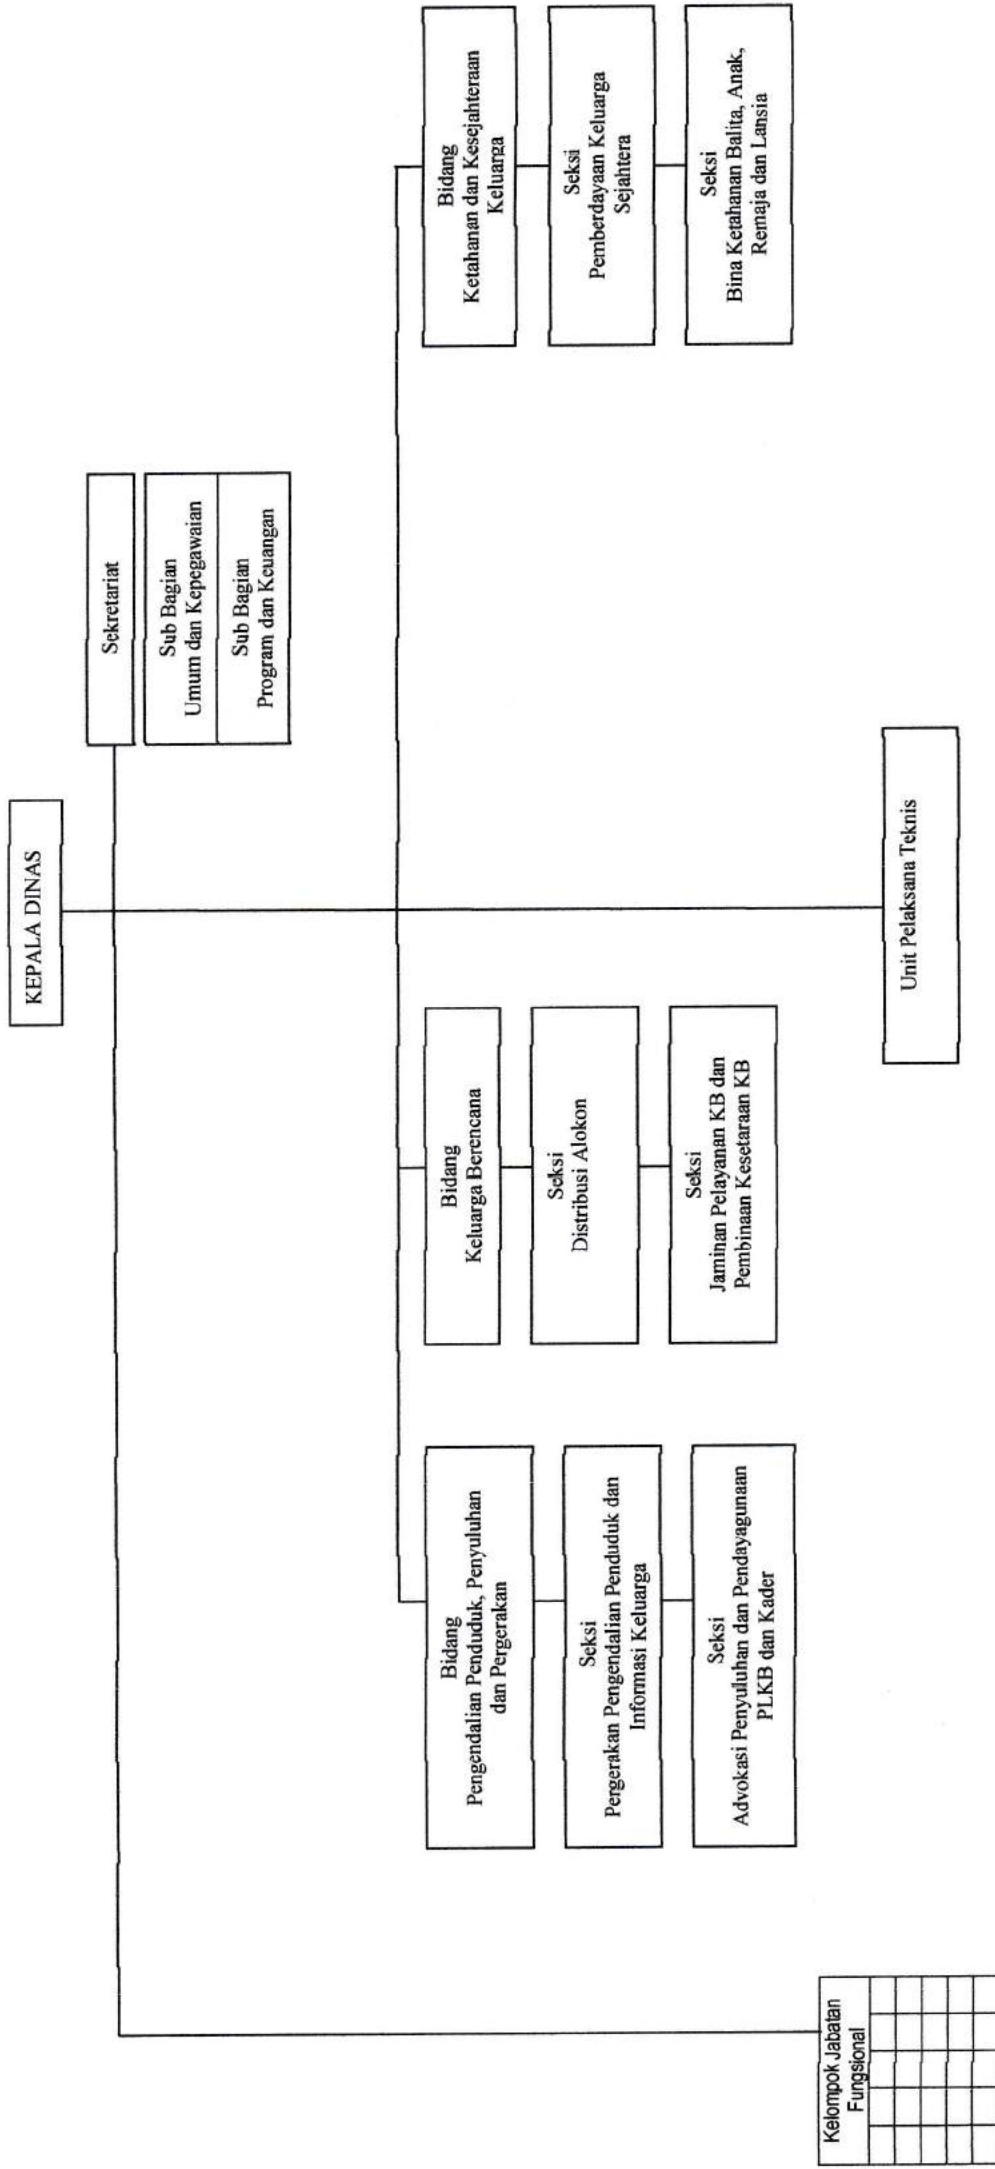 KEPALA DINAS
Sekretariat
Sub Bagian
Umum dan Kepegawaian
Sub Bagian
Program dan Keuangan
Bidang
Pengendalian Penduduk, Penyuluhan
dan Pergerakan
Seksi
Pergerakan Pengendalian Penduduk dan
Informasi Keluarga
Seksi
Advokasi Penyuluhan dan Pendayagunaan
PLKB dan Kader
Bidang
Keluarga Berencana
Seksi
Distribusi Alokon
Seksi
Jaminan Pelayanan KB dan
Pembinaan Kesetaraan KB
Bidang
Ketahanan dan Kesejahteraan
Keluarga
Seksi
Pemberdayaan Keluarga
Sejahtera
Seksi
Bina Ketahanan Balita, Anak,
Remaja dan Lansia
Kelompok Jabatan
Fungsional
Unit Pelaksana Teknis